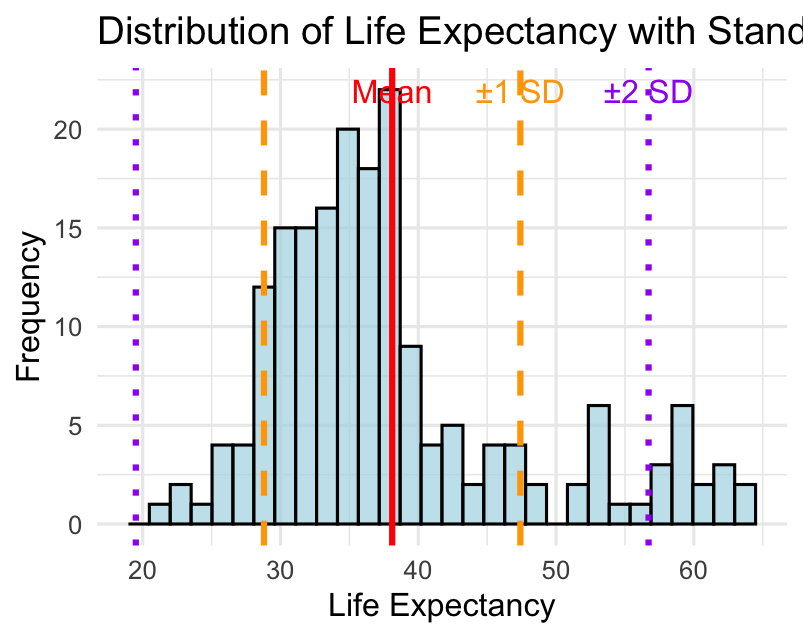 Distribution of Life Expectancy with Stand
Mean ±1 SD ±2 SD
20
15
10
5
0
Frequency
20 30 40 50 60
Life Expectancy